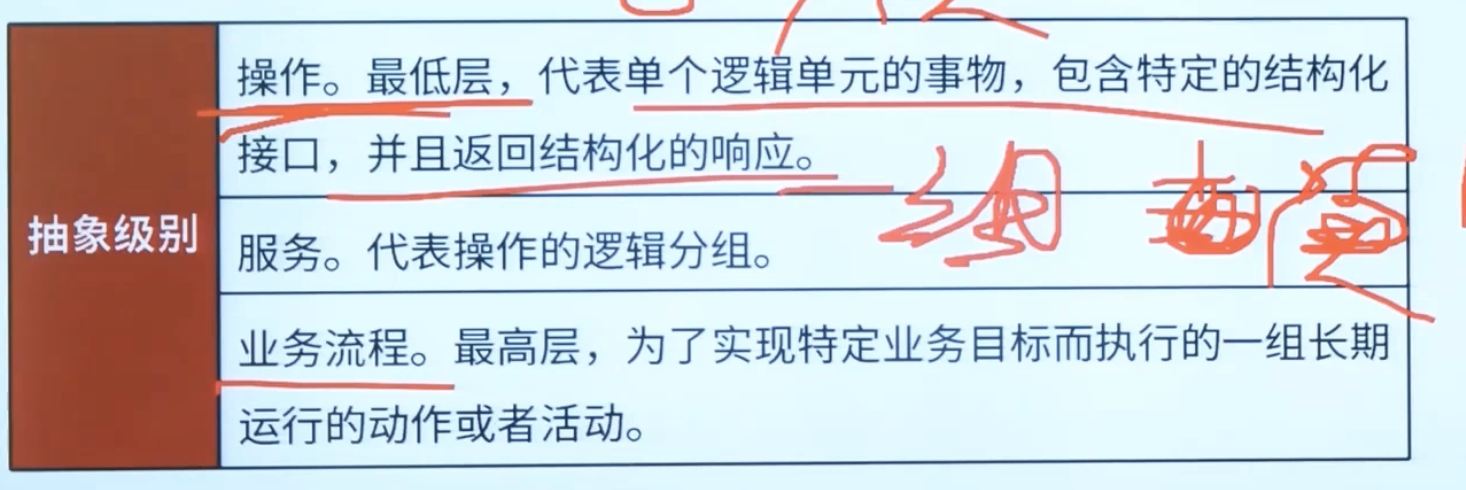 抽象级别
操作。最低层，代表单个逻辑单元的事物，包含特定的结构化
接口，并且返回结构化的响应。
服务。代表操作的逻辑分组。
业务流程。最高层，为了实现特定业务目标而执行的一组长期
运行的动作或者活动。